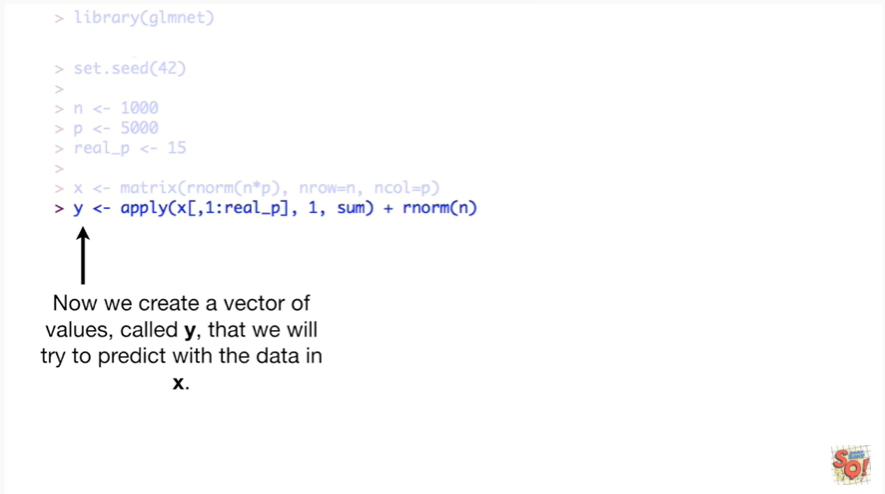 > library(glmnet)
> set.seed(42)
>
> n <- 1000
> p <- 5000
> real_p <- 15
>
> x <- matrix(rnorm(n*p), nrow=n, ncol=p)
> y <- apply(x[,1:real_p], 1, sum) + rnorm(n)
Now we create a vector of
values, called y, that we will
try to predict with the data in
x.
SQ!